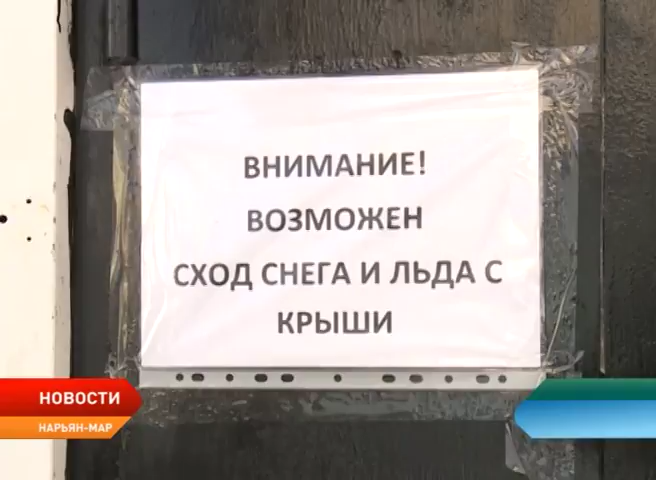 ВНИМАНИЕ!
ВОЗМОЖЕН
СХОД СНЕГА И ЛЬДА С
КРЫШИ
НОВОСТИ
НАРЬЯН-МАР